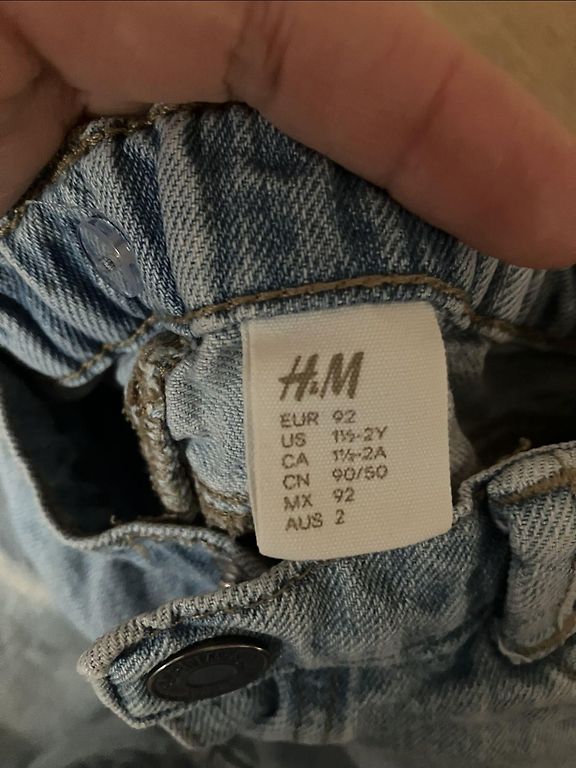 H&M
EUR 92
US 1½-2Y
CA 1½-2A
CN 90/50
MX 92
AUS 2